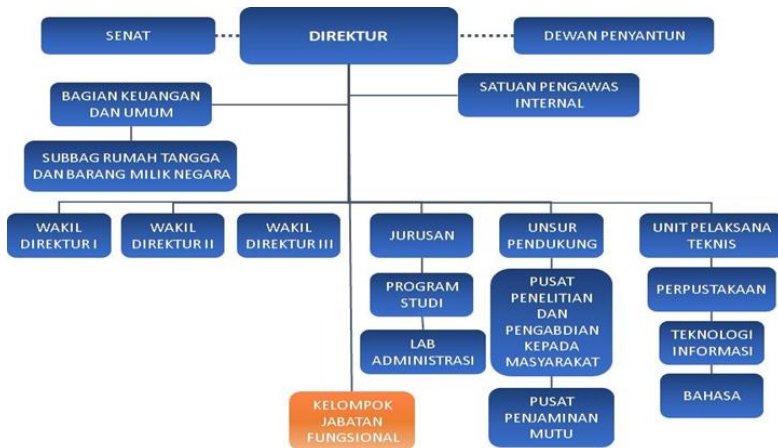 SENAT
DIREKTUR
DEWAN PENYANTUN
BAGIAN KEUANGAN
DAN UMUM
SATUAN PENGAWAS
INTERNAL
SUBBAG RUMAH TANGGA
DAN BARANG MILIK NEGARA
WAKIL
DIREKTUR I
WAKIL
DIREKTUR II
WAKIL
DIREKTUR III
JURUSAN
UNSUR
PENDUKUNG
UNIT PELAKSANA
TEKNIS
PROGRAM
STUDI
LAB
ADMINISTRASI
PUSAT
PENELITIAN
DAN
PENGABDIAN
KEPADA
MASYARAKAT
PUSAT
PENJAMINAN
MUTU
PERPUSTAKAAN
TEKNOLOGI
INFORMASI
BAHASA
KELOMPOK
JABATAN
FUNGSIONAL